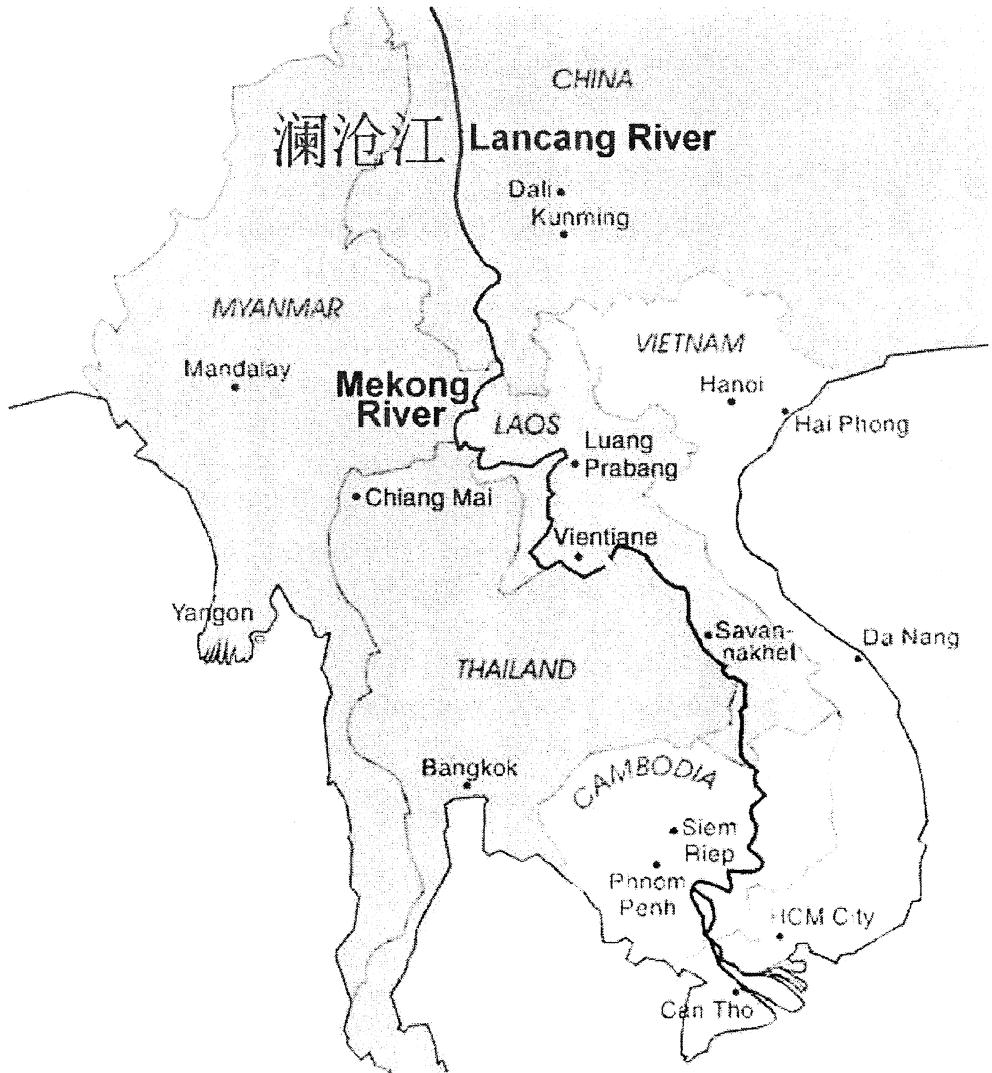 CHINA
澜沧江
Lancang River
Dali
Kunming
MYANMAR
VIETNAM
Mandalay
Mekong
River
Hanoi
LAOS
Hai Phong
Luang
Prabang
Chiang Mai
Vientiane
Yangon
Savan-
nakhet
Da Nang
THAILAND
Bangkok
CAMBODIA
Siem
Riep
Phnom
Penh
HCM City
Can Tho